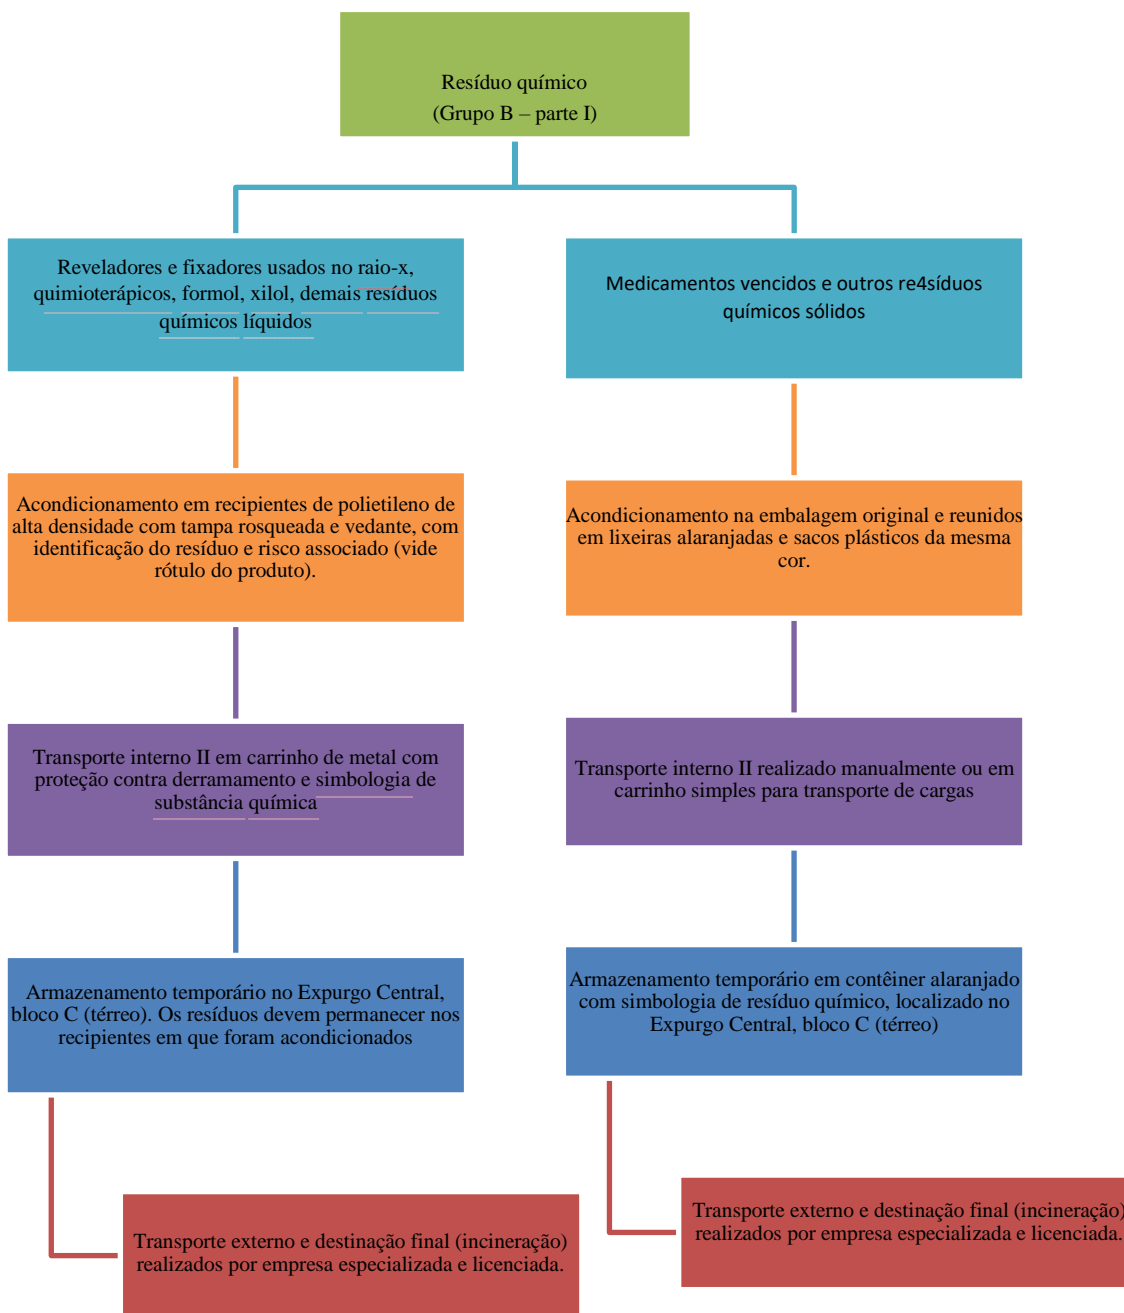 Resíduo químico
(Grupo B – parte I)
Reveladores e fixadores usados no raio-x,
quimioterápicos, formol, xilol, demais resíduos
químicos líquidos
Medicamentos vencidos e outros re4síduos
químicos sólidos
Acondicionamento em recipientes de polietileno de
alta densidade com tampa rosqueada e vedante, com
identificação do resíduo e risco associado (vide
rótulo do produto).
Acondicionamento na embalagem original e reunidos
em lixeiras alaranjadas e sacos plásticos da mesma
cor.
Transporte interno II em carrinho de metal com
proteção contra derramamento e simbologia de
substância química
Transporte interno II realizado manualmente ou em
carrinho simples para transporte de cargas
Armazenamento temporário no Expurgo Central,
bloco C (térreo). Os resíduos devem permanecer nos
recipientes em que foram acondicionados
Armazenamento temporário em contêiner alaranjado
com simbologia de resíduo químico, localizado no
Expurgo Central, bloco C (térreo)
Transporte externo e destinação final (incineração)
realizados por empresa especializada e licenciada.
Transporte externo e destinação final (incineração)
realizados por empresa especializada e licenciada.